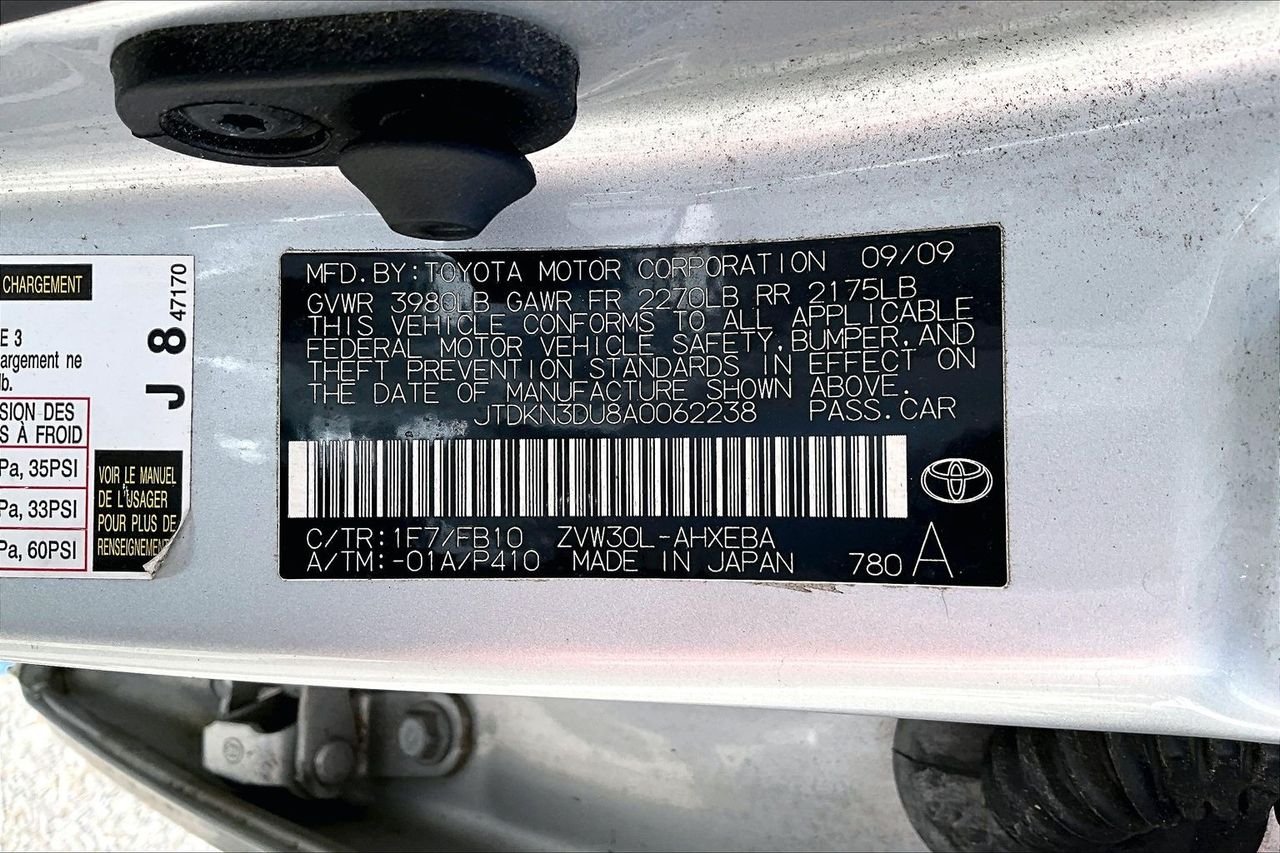 MFD.BY:TOYOTA MOTOR CORPORATION 09/09
GVWR 3980LB GAWR FR 2270LB RR 2175LB
THIS VEHICLE CONFORMS TO ALL APPLICABLE
FEDERAL MOTOR VEHICLE SAFETY,BUMPER,AND
THEFT PREVENTION STANDARDS IN EFFECT ON
THE DATE OF MANUFACTURE SHOWN ABOVE.
JTDKN3DU8A0062238 PASS.CAR
C/TR:1F7/FB10 ZVW30L-AHXEBA
A/TM:-01A/P410 MADE IN JAPAN 780 A
CHARGEMENT
J 8 47170
E 3
argement ne
lb.
SION DES
S À FROID
Pa, 35PSI
Pa, 33PSI
Pa, 60PSI
VOIR LE MANUEL
DE L'USAGER
POUR PLUS DE
RENSEIGNEMENT